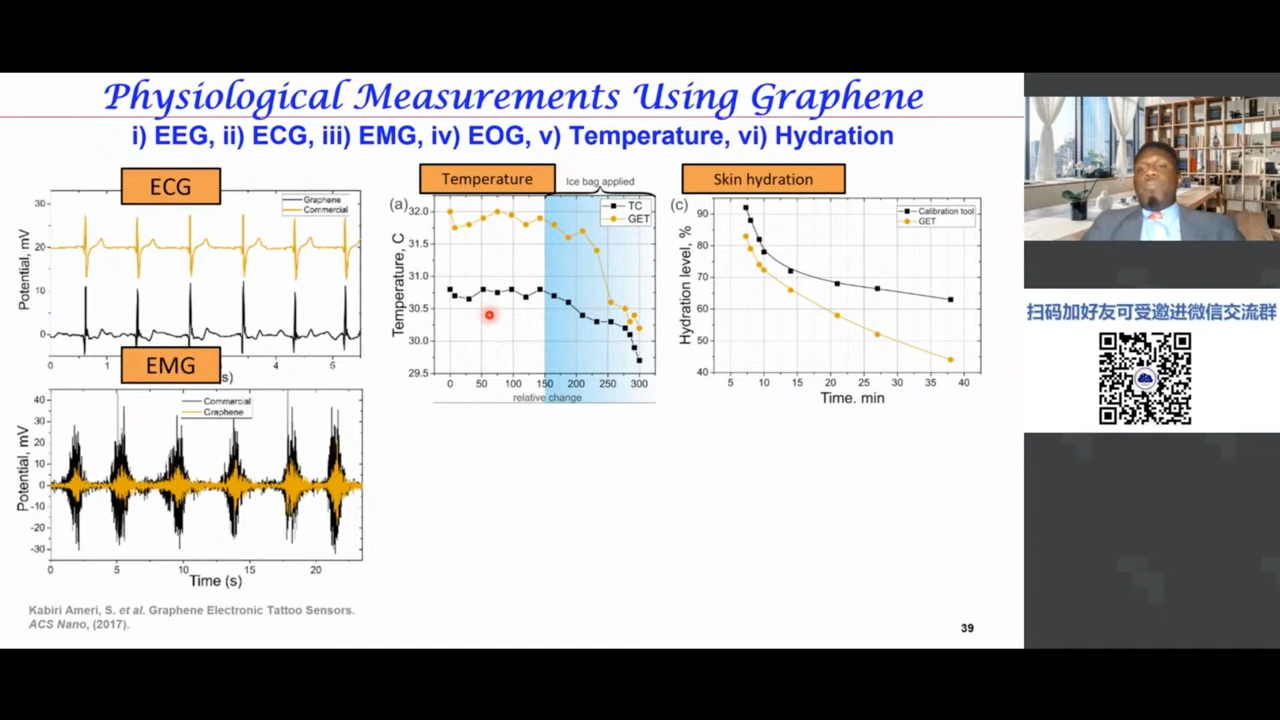 Physiological Measurements Using Graphene
i) EEG, ii) ECG, iii) EMG, iv) EOG, v) Temperature, vi) Hydration
ECG
Graphene
Commercial
Potential, mV
30
20
10
0
0 1 2 3 4 5
s)
EMG
Commercial
Graphene
Potential, mV
40
30
20
10
0
-10
-20
-30
0 5 10 15 20
Time (s)
Temperature
Ice bag applied
(a)
TC
GET
Temperature, C
32.0
31.5
31.0
30.5
30.0
29.5
0 50 75 100 150 200 250 300
relative change
Skin hydration
(c)
Calibration tool
GET
Hydration level, %
90
80
70
60
50
40
5 10 15 20 25 30 35 40
Time, min
Kabiri Ameri, S. et al. Graphene Electronic Tattoo Sensors.
ACS Nano, (2017).
39
扫码加好友可受邀进微信交流群